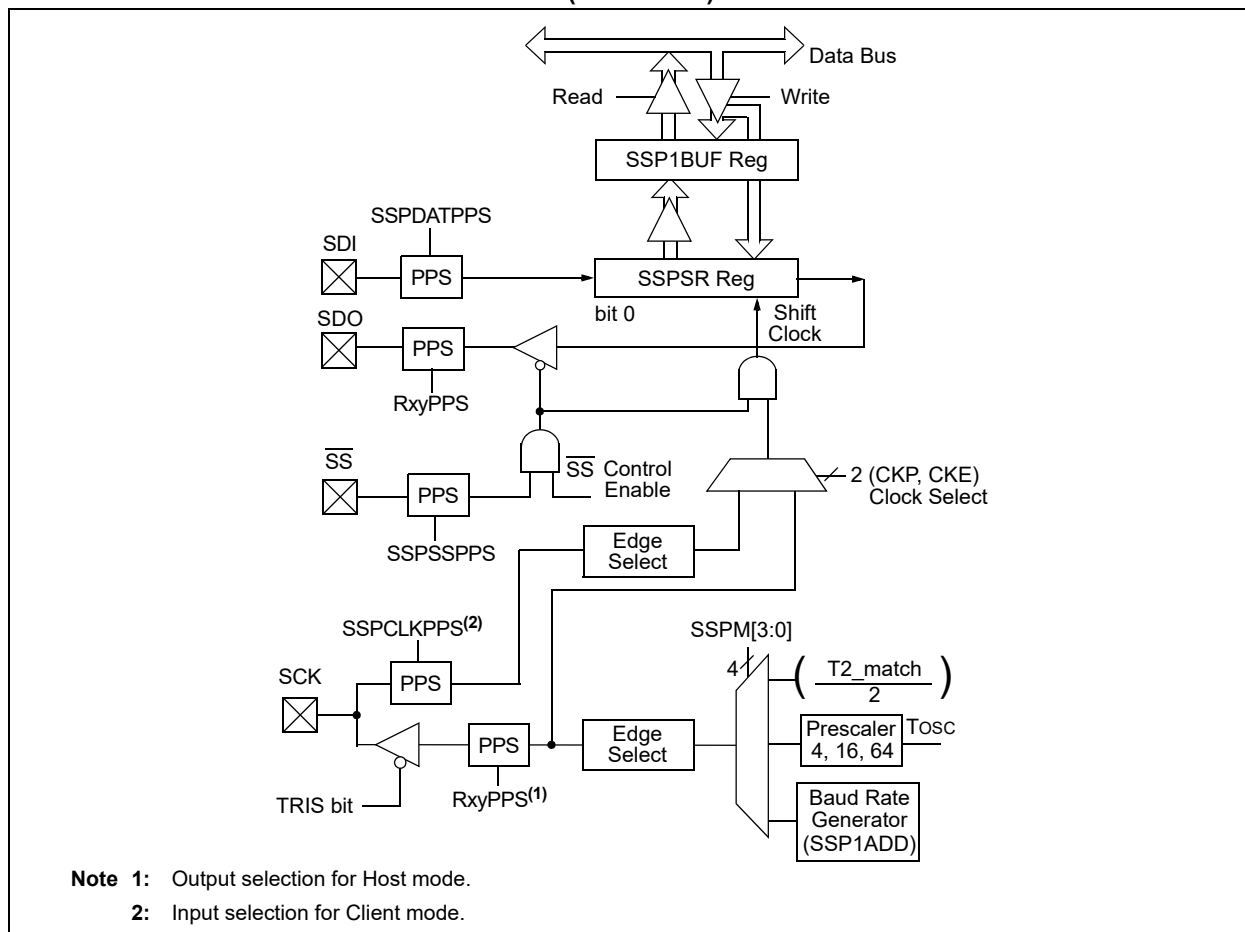 Data Bus
Read
Write
SSP1BUF Reg
SSPDATPPS
SDI
PPS
SSPSR Reg
bit 0
Shift
Clock
SDO
PPS
RxyPPS
SS
PPS
SS Control
Enable
2 (CKP, CKE)
Clock Select
SSPSSPPS
Edge
Select
SSPCLKPPS(2)
SSPM[3:0]
4
SCK
PPS
( T2_match )
2
PPS
Edge
Select
Prescaler
4, 16, 64
TOSC
TRIS bit
RxyPPS(1)
Baud Rate
Generator
(SSP1ADD)
Note 1: Output selection for Host mode.
2: Input selection for Client mode.